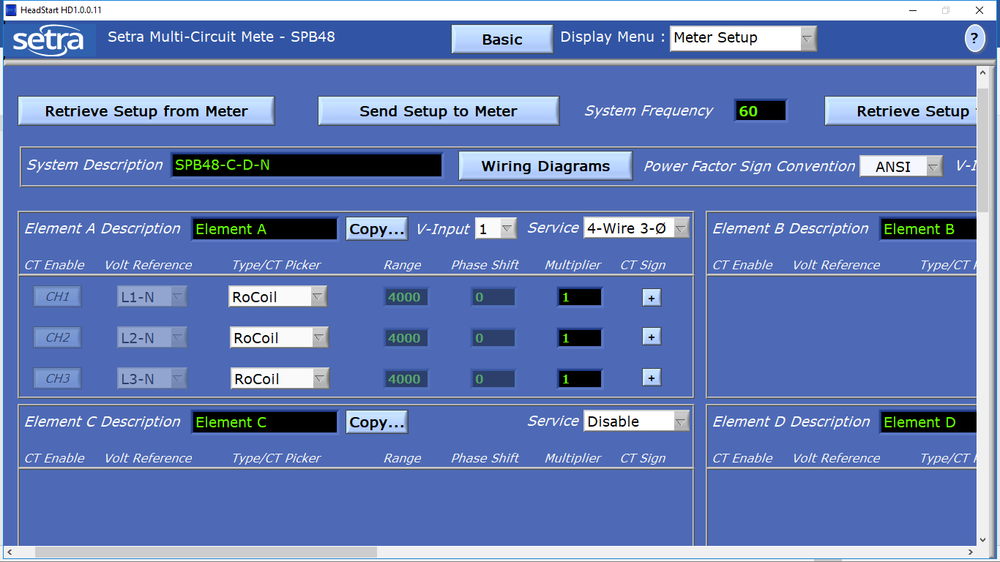 HeadStart HD1.0.0.11
setra Setra Multi-Circuit Mete - SPB48 Basic Display Menu : Meter Setup ?
Retrieve Setup from Meter Send Setup to Meter System Frequency 60 Retrieve Setup
System Description SPB48-C-D-N Wiring Diagrams Power Factor Sign Convention ANSI V-I
Element A Description Element A Copy... V-Input 1 Service 4-Wire 3-Ø Element B Description Element B
CT Enable Volt Reference Type/CT Picker Range Phase Shift Multiplier CT Sign CT Enable Volt Reference Type/CT
CH1 L1-N RoCoil 4000 0 1 +
CH2 L2-N RoCoil 4000 0 1 +
CH3 L3-N RoCoil 4000 0 1 +
Element C Description Element C Copy... Service Disable Element D Description Element D
CT Enable Volt Reference Type/CT Picker Range Phase Shift Multiplier CT Sign CT Enable Volt Reference Type/CT